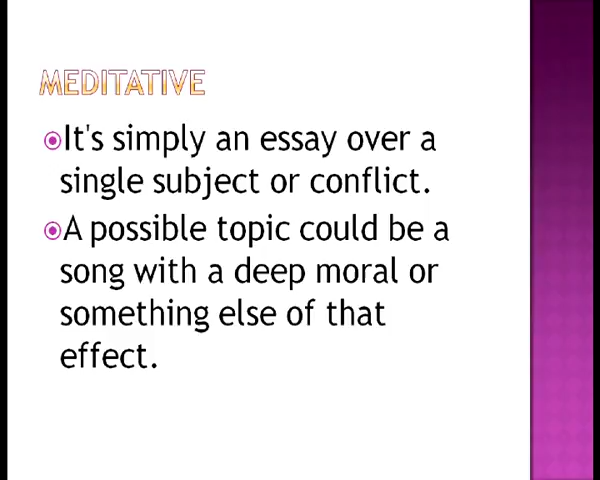 MEDITATIVE
It's simply an essay over a
single subject or conflict.
A possible topic could be a
song with a deep moral or
something else of that
effect.